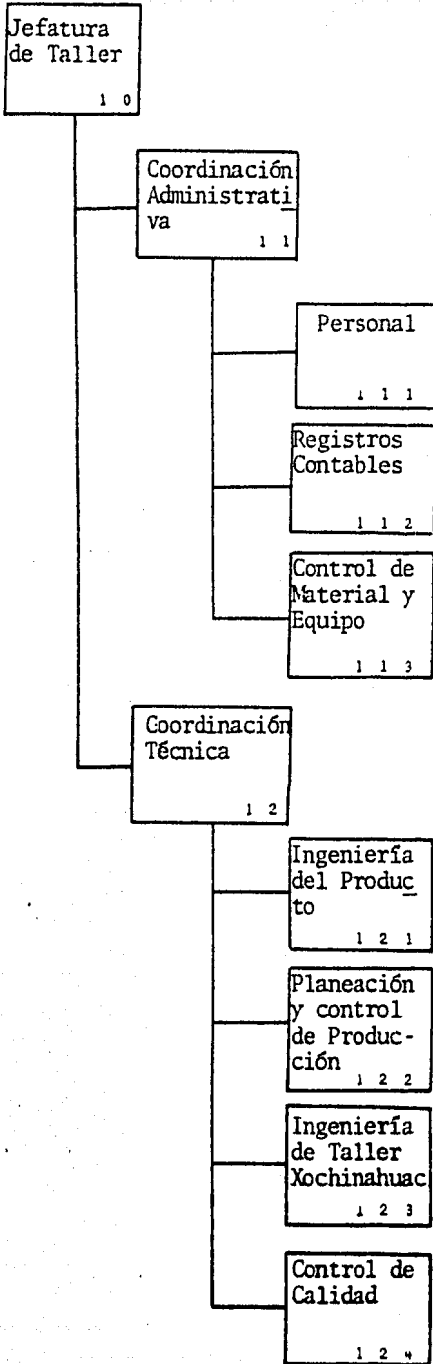 Jefatura
de Taller
1 0
Coordinación
Administrati
va
1 1
Personal
1 1 1
Registros
Contables
1 1 2
Control de
Material y
Equipo
1 1 3
Coordinación
Técnica
1 2
Ingeniería
del Produc
to
1 2 1
Planeación
y control
de Produc-
ción
1 2 2
Ingeniería
de Taller
Xochinahuac
1 2 3
Control de
Calidad
1 2 4